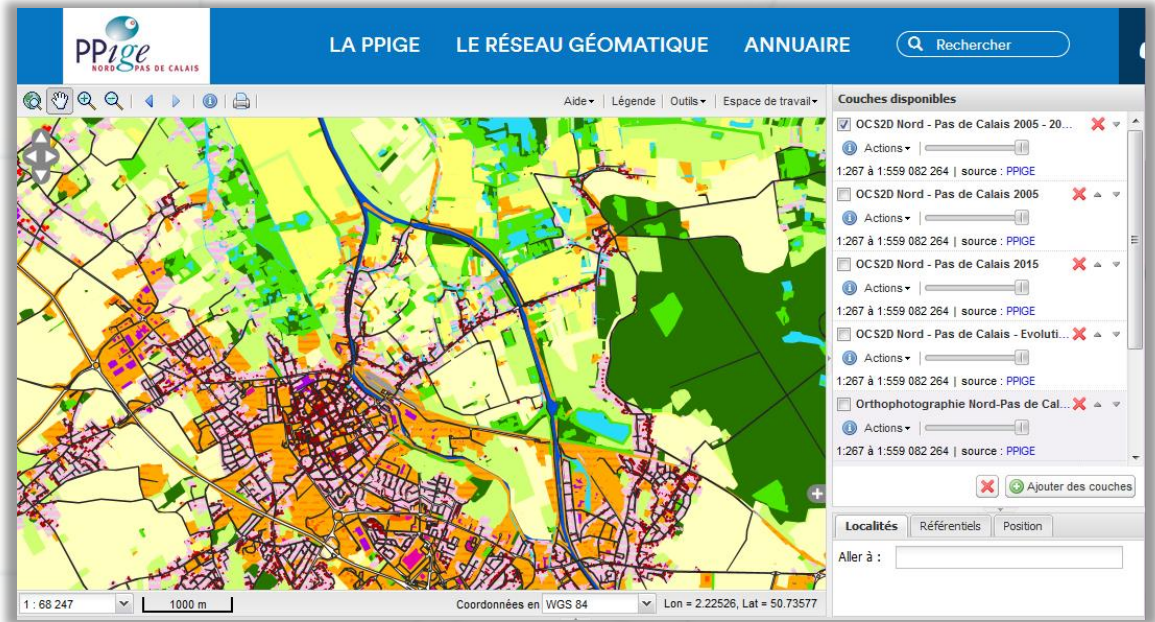 PPige
NORD PAS DE CALAIS
LA PPIGE LE RÉSEAU GÉOMATIQUE ANNUAIRE Rechercher
Aide Légende Outils Espace de travail
Couches disponibles
OCS2D Nord - Pas de Calais 2005 - 20...
Actions
1:267 à 1:559 082 264 | source : PPIGE
OCS2D Nord - Pas de Calais 2005
Actions
1:267 à 1:559 082 264 | source : PPIGE
OCS2D Nord - Pas de Calais 2015
Actions
1:267 à 1:559 082 264 | source : PPIGE
OCS2D Nord - Pas de Calais - Evoluti...
Actions
1:267 à 1:559 082 264 | source : PPIGE
Orthophotographie Nord-Pas de Cal...
Actions
1:267 à 1:559 082 264 | source : PPIGE
Ajouter des couches
Localités Référentiels Position
Aller à :
1 : 68 247 1000 m Coordonnées en WGS 84 Lon = 2.22526, Lat = 50.73577